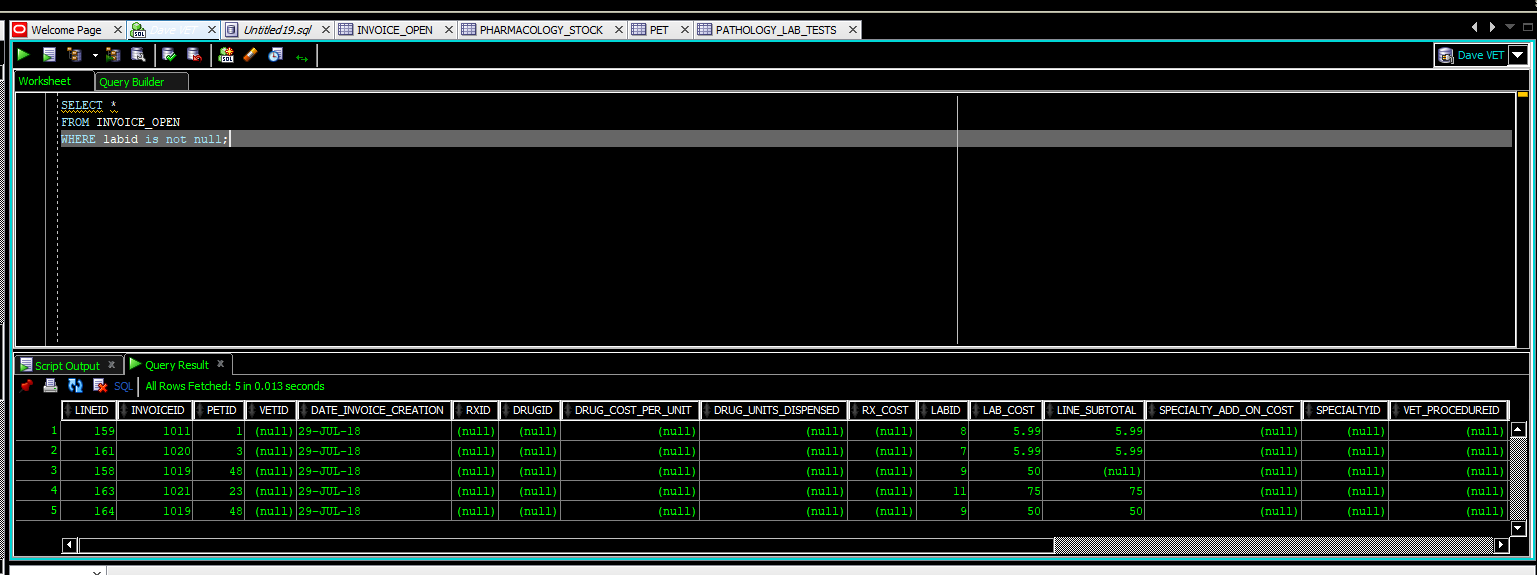 Welcome Page Dave VET Untitled19.sql INVOICE_OPEN PHARMACOLOGY_STOCK PET PATHOLOGY_LAB_TESTS
Dave VET
Worksheet Query Builder
SELECT *
FROM INVOICE_OPEN
WHERE labid is not null;
Script Output Query Result
SQL All Rows Fetched: 5 in 0.013 seconds
LINEID INVOICEID PETID VETID DATE_INVOICE_CREATION RXID DRUGID DRUG_COST_PER_UNIT DRUG_UNITS_DISPENSED RX_COST LABID LAB_COST LINE_SUBTOTAL SPECIALTY_ADD_ON_COST SPECIALTYID VET_PROCEDUREID
1 159 1011 1 (null) 29-JUL-18 (null) (null) (null) (null) (null) 8 5.99 5.99 (null) (null) (null)
2 161 1020 3 (null) 29-JUL-18 (null) (null) (null) (null) (null) 7 5.99 5.99 (null) (null) (null)
3 158 1019 48 (null) 29-JUL-18 (null) (null) (null) (null) (null) 9 50 (null) (null) (null) (null)
4 163 1021 23 (null) 29-JUL-18 (null) (null) (null) (null) (null) 11 75 75 (null) (null) (null)
5 164 1019 48 (null) 29-JUL-18 (null) (null) (null) (null) (null) 9 50 50 (null) (null) (null)